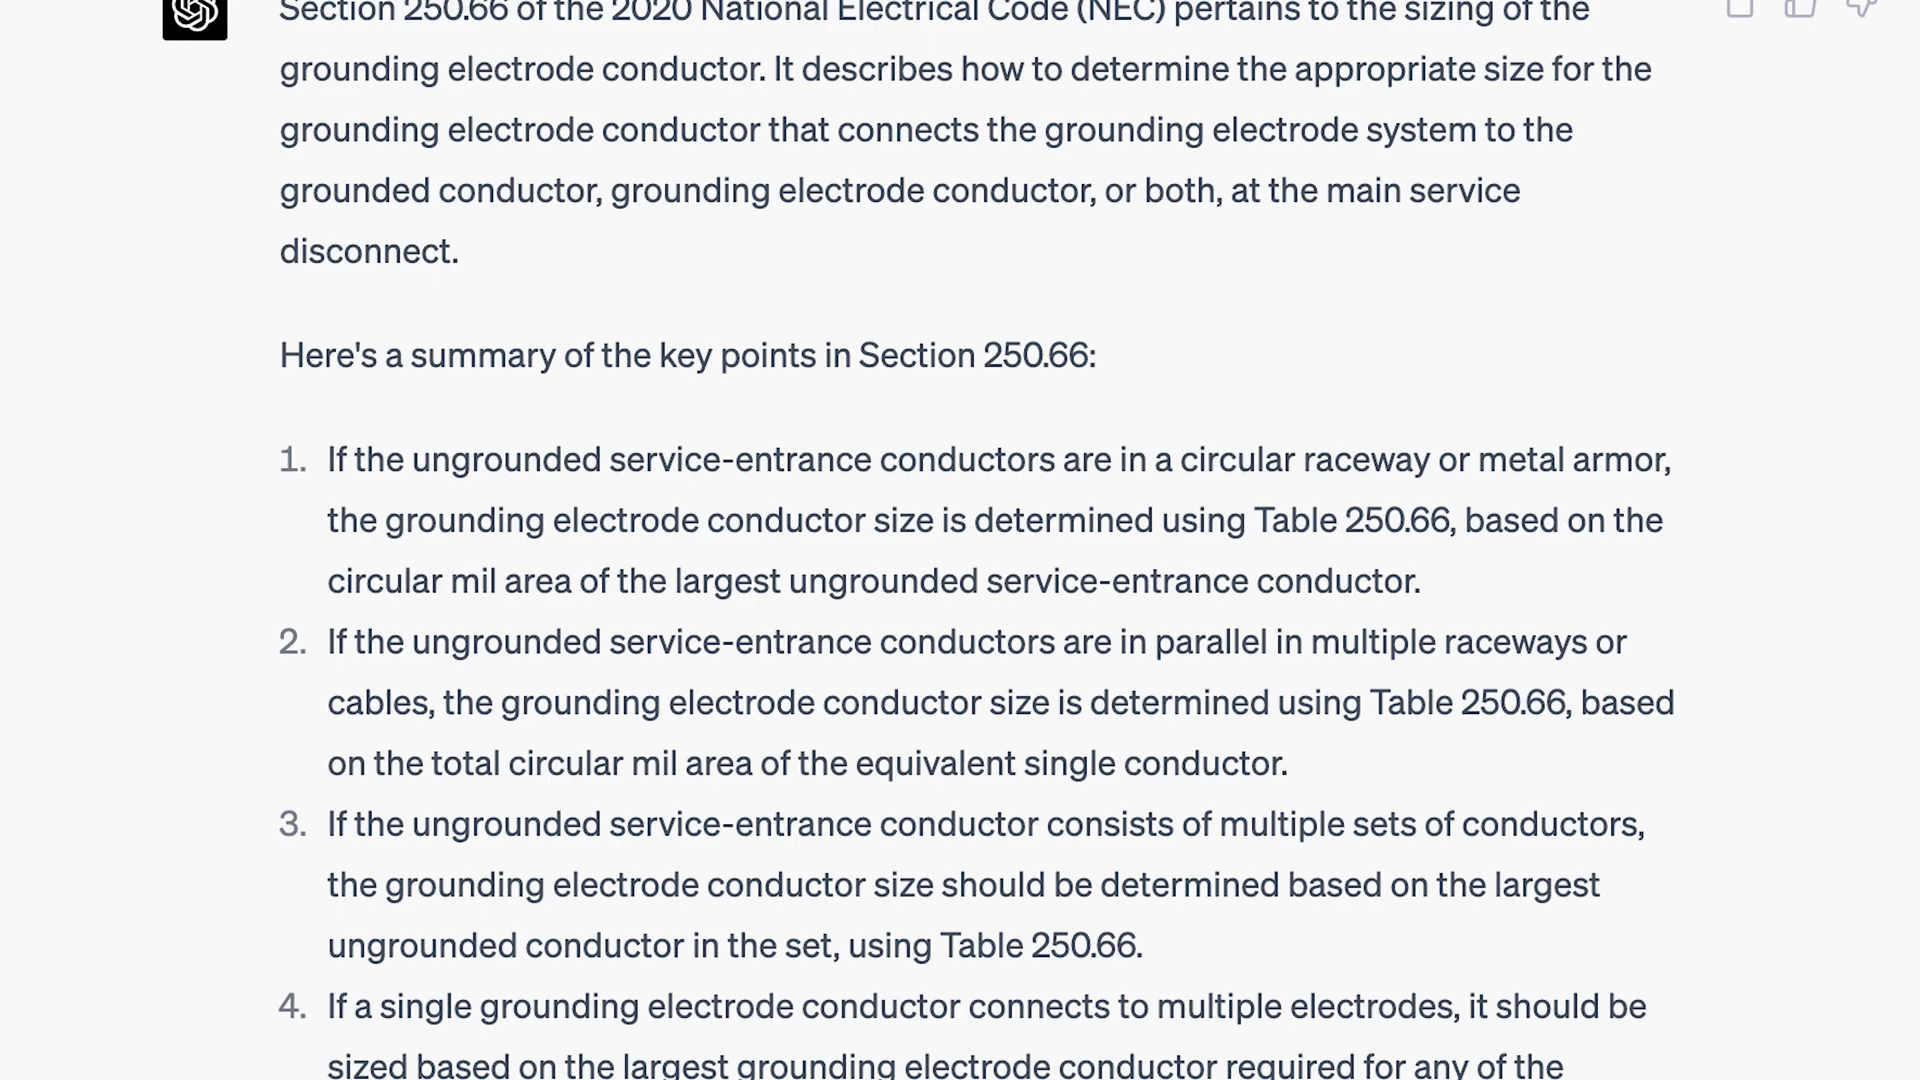 Section 250.66 of the 2020 National Electrical Code (NEC) pertains to the sizing of the
grounding electrode conductor. It describes how to determine the appropriate size for the
grounding electrode conductor that connects the grounding electrode system to the
grounded conductor, grounding electrode conductor, or both, at the main service
disconnect.
Here's a summary of the key points in Section 250.66:
1. If the ungrounded service-entrance conductors are in a circular raceway or metal armor,
the grounding electrode conductor size is determined using Table 250.66, based on the
circular mil area of the largest ungrounded service-entrance conductor.
2. If the ungrounded service-entrance conductors are in parallel in multiple raceways or
cables, the grounding electrode conductor size is determined using Table 250.66, based
on the total circular mil area of the equivalent single conductor.
3. If the ungrounded service-entrance conductor consists of multiple sets of conductors,
the grounding electrode conductor size should be determined based on the largest
ungrounded conductor in the set, using Table 250.66.
4. If a single grounding electrode conductor connects to multiple electrodes, it should be
sized based on the largest grounding electrode conductor required for any of the